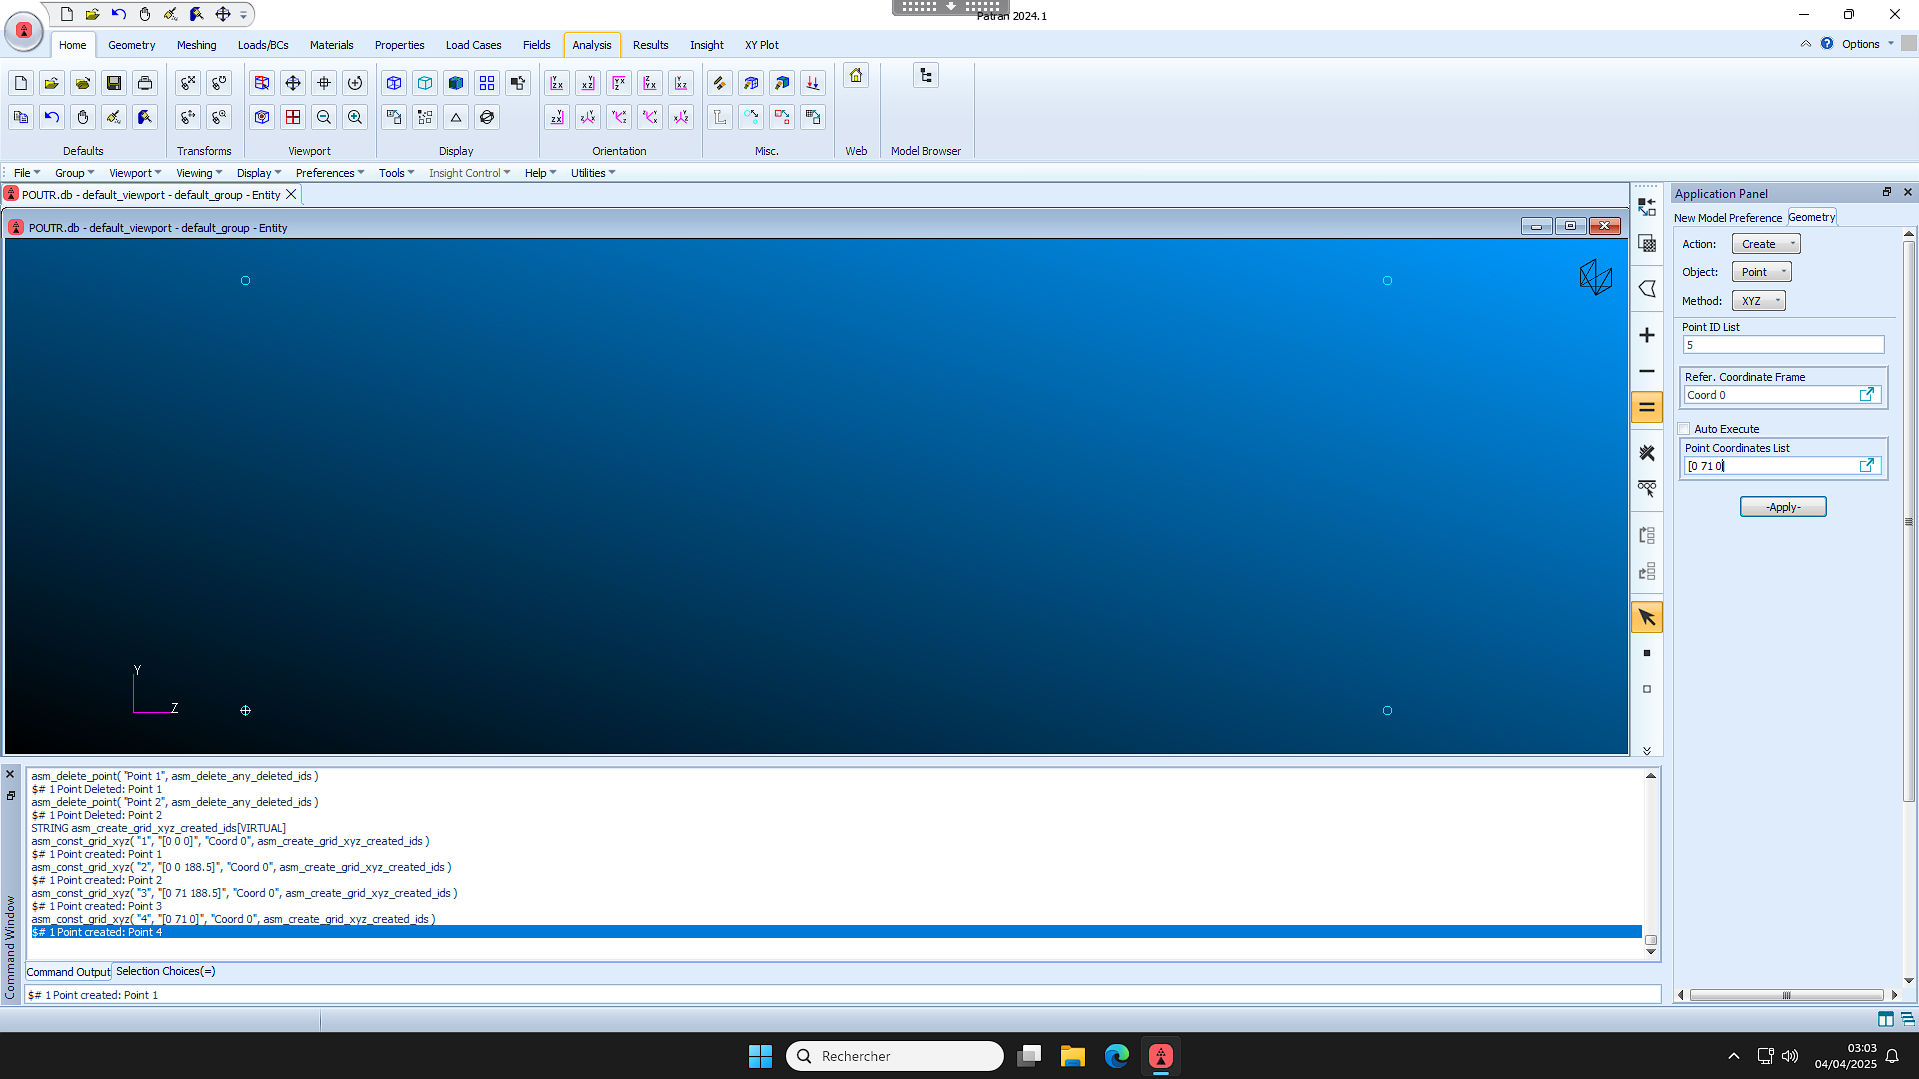 Patran 2024.1
Home
Geometry
Meshing
Loads/BCs
Materials
Properties
Load Cases
Fields
Analysis
Results
Insight
XY Plot
Options
Defaults
Transforms
Viewport
Display
Orientation
Misc.
Web
Model Browser
File
Group
Viewport
Viewing
Display
Preferences
Tools
Insight Control
Help
Utilities
POUTR.db - default_viewport - default_group - Entity
POUTR.db - default_viewport - default_group - Entity
Y
Z
Application Panel
New Model Preference
Geometry
Action:
Create
Object:
Point
Method:
XYZ
Point ID List
5
Refer. Coordinate Frame
Coord 0
Auto Execute
Point Coordinates List
[0 71 0]
-Apply-
asm_delete_point( "Point 1", asm_delete_any_deleted_ids )
$# 1 Point Deleted: Point 1
asm_delete_point( "Point 2", asm_delete_any_deleted_ids )
$# 1 Point Deleted: Point 2
STRING asm_create_grid_xyz_created_ids[VIRTUAL]
asm_const_grid_xyz( "1", "[0 0 0]", "Coord 0", asm_create_grid_xyz_created_ids )
$# 1 Point created: Point 1
asm_const_grid_xyz( "2", "[0 0 188.5]", "Coord 0", asm_create_grid_xyz_created_ids )
$# 1 Point created: Point 2
asm_const_grid_xyz( "3", "[0 71 188.5]", "Coord 0", asm_create_grid_xyz_created_ids )
$# 1 Point created: Point 3
asm_const_grid_xyz( "4", "[0 71 0]", "Coord 0", asm_create_grid_xyz_created_ids )
$# 1 Point created: Point 4
Command Window
Command Output
Selection Choices(=)
$# 1 Point created: Point 1
Rechercher
03:03
04/04/2025